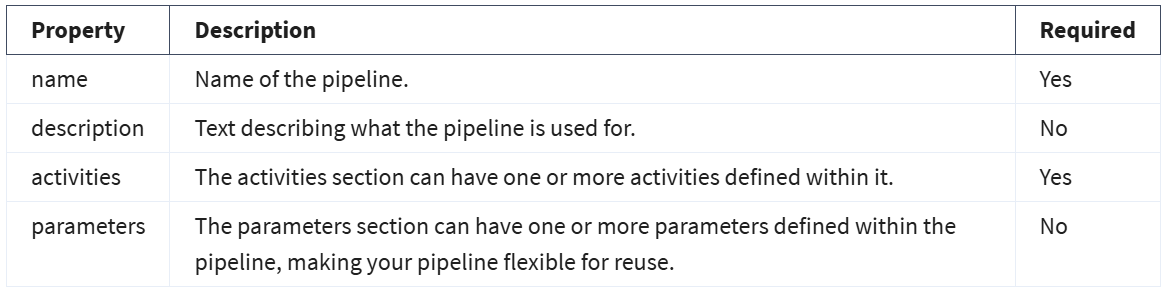 Property Description Required
name Name of the pipeline. Yes
description Text describing what the pipeline is used for. No
activities The activities section can have one or more activities defined within it. Yes
parameters The parameters section can have one or more parameters defined within the No
pipeline, making your pipeline flexible for reuse.